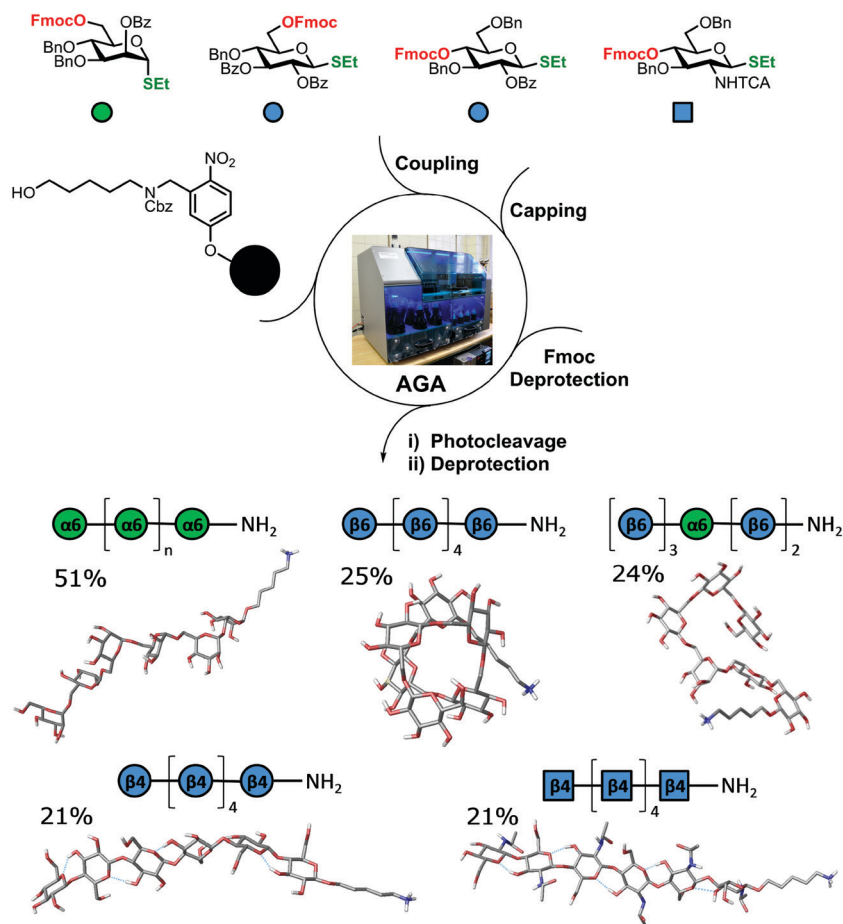 FmocO
OBz
BnO
BnO
SEt
OFmoc
BnO
BzO
SEt
OBz
OBn
FmocO
BnO
SEt
OBz
OBn
FmocO
BnO
SEt
NHTCA
HO
N
Cbz
NO2
O
Coupling
Capping
Fmoc
Deprotection
AGA
i) Photocleavage
ii) Deprotection
α6 [ α6 ]n α6 NH2
51%
β6 [ β6 ]4 β6 NH2
25%
[ β6 ]3 α6 [ β6 ]2 NH2
24%
β4 [ β4 ]4 β4 NH2
21%
β4 [ β4 ]4 β4 NH2
21%